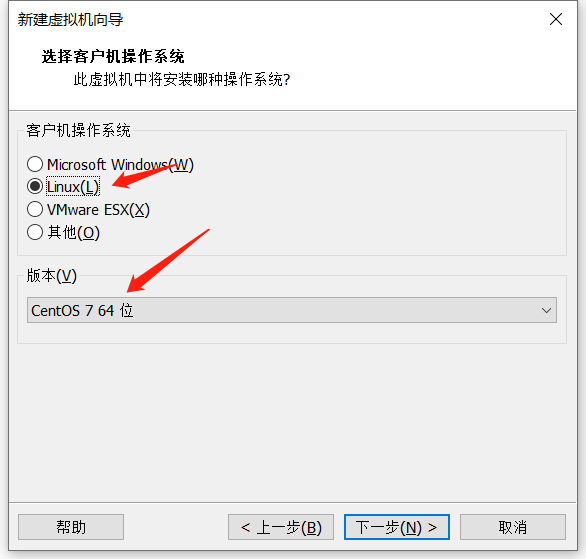 新建虚拟机向导
选择客户机操作系统
此虚拟机中将安装哪种操作系统?
客户机操作系统
Microsoft Windows(W)
Linux(L)
VMware ESX(X)
其他(O)
版本(V)
CentOS 7 64 位
帮助
< 上一步(B)
下一步(N) >
取消